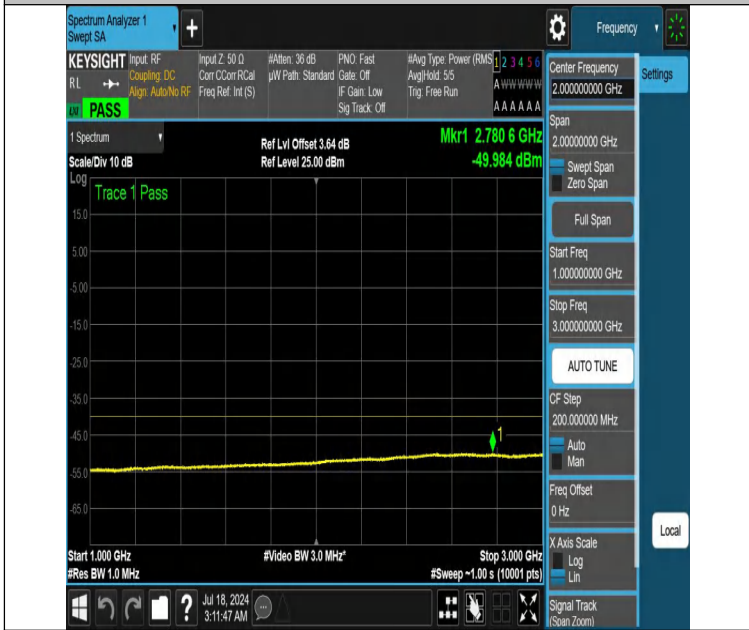 Spectrum Analyzer 1
Swept SA
+
Frequency
KEYSIGHT
RL
LXI
PASS
Input: RF
Coupling: DC
Align: Auto/No RF
Input Z: 50 Ω
Corr CCorr RCal
Freq Ref: Int (S)
#Atten: 36 dB
µW Path: Standard
PNO: Fast
Gate: Off
IF Gain: Low
Sig Track: Off
#Avg Type: Power (RMS
Avg|Hold: 5/5
Trig: Free Run
1 2 3 4 5 6
A W W W W W
A A A A A A
1 Spectrum
Scale/Div 10 dB
Ref Lvl Offset 3.64 dB
Ref Level 25.00 dBm
Mkr1 2.780 6 GHz
-49.984 dBm
Log
Trace 1 Pass
15.0
5.00
-5.00
-15.0
-25.0
-35.0
-45.0
-55.0
-65.0
1
Start 1.000 GHz
#Res BW 1.0 MHz
#Video BW 3.0 MHz*
Stop 3.000 GHz
#Sweep ~1.00 s (10001 pts)
Jul 18, 2024
3:11:47 AM
?
Center Frequency
2.000000000 GHz
Span
2.00000000 GHz
Swept Span
Zero Span
Full Span
Start Freq
1.000000000 GHz
Stop Freq
3.000000000 GHz
AUTO TUNE
CF Step
200.000000 MHz
Auto
Man
Freq Offset
0 Hz
X Axis Scale
Log
Lin
Signal Track
(Span Zoom)
Settings
Local